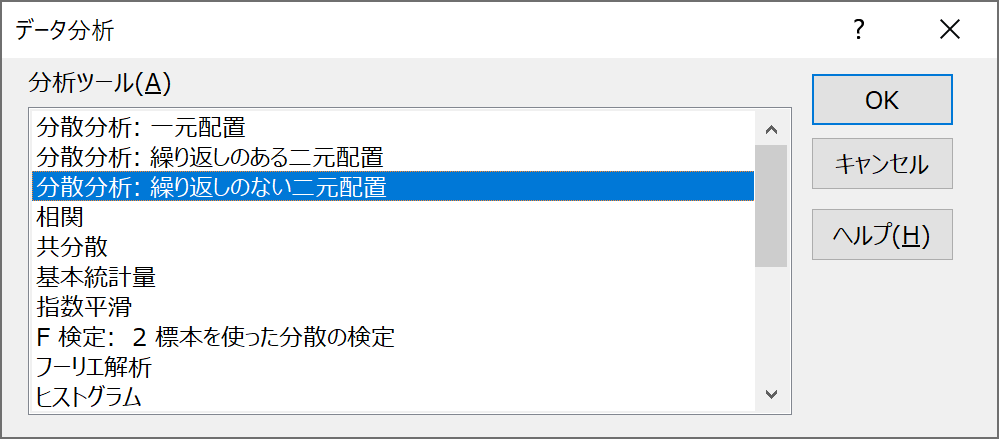 データ分析
?
分析ツール(A)
分散分析: 一元配置
分散分析: 繰り返しのある二元配置
分散分析: 繰り返しのない二元配置
相関
共分散
基本統計量
指数平滑
F 検定:  2 標本を使った分散の検定
フーリエ解析
ヒストグラム
OK
キャンセル
ヘルプ(H)